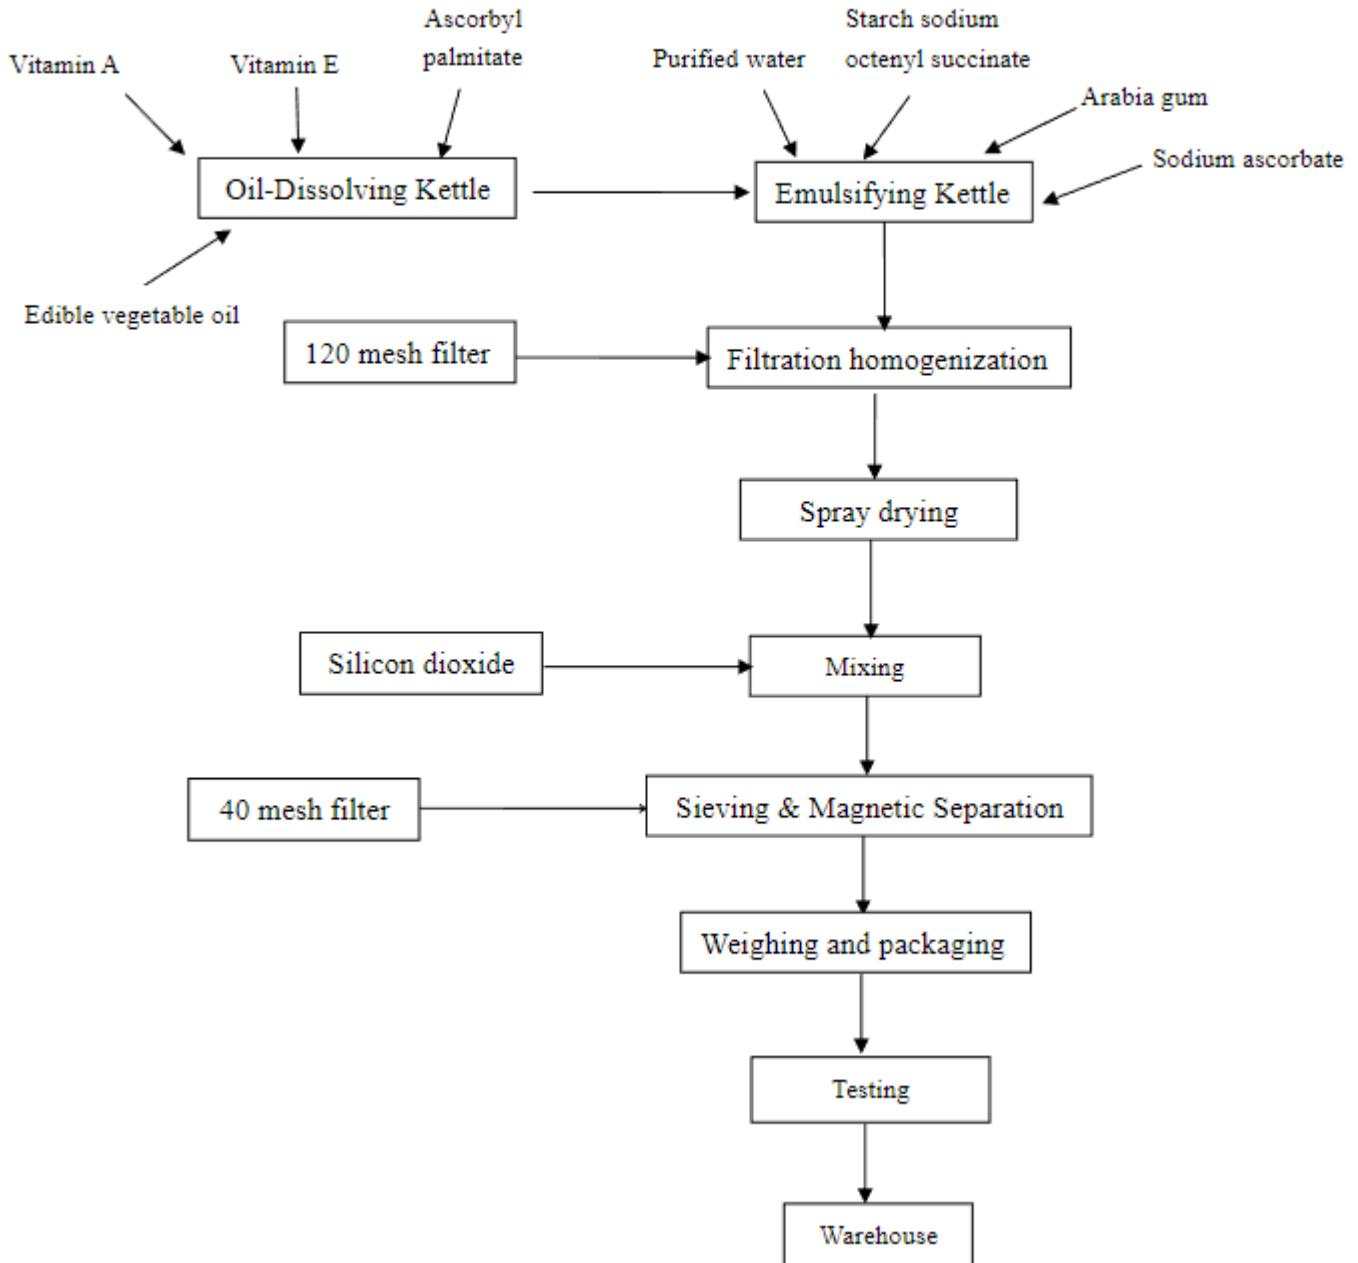 Ascorbyl
palmitate
Starch sodium
octenyl succinate
Vitamin A
Vitamin E
Purified water
Arabia gum
Sodium ascorbate
Oil-Dissolving Kettle
Emulsifying Kettle
Edible vegetable oil
120 mesh filter
Filtration homogenization
Spray drying
Silicon dioxide
Mixing
40 mesh filter
Sieving & Magnetic Separation
Weighing and packaging
Testing
Warehouse